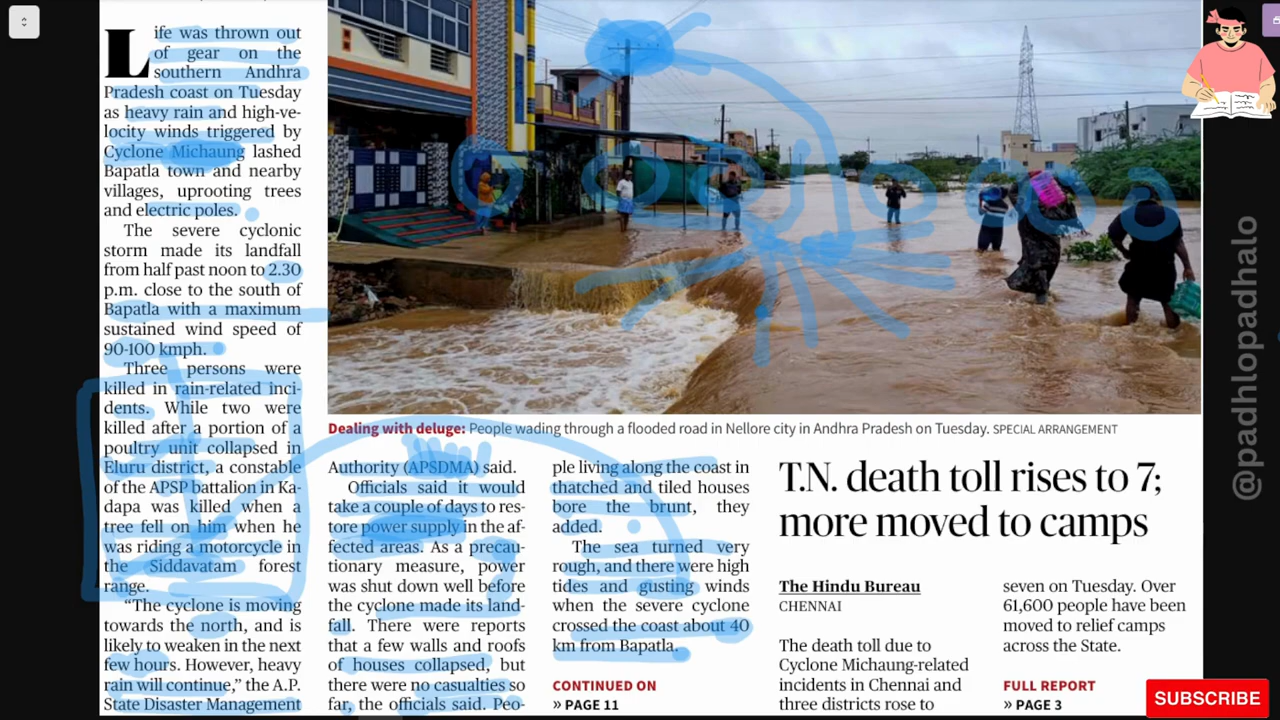 Life was thrown out
of gear on the
southern Andhra
Pradesh coast on Tuesday
as heavy rain and high-ve-
locity winds triggered by
Cyclone Michaung lashed
Bapatla town and nearby
villages, uprooting trees
and electric poles.
The severe cyclonic
storm made its landfall
from half past noon to 2.30
p.m. close to the south of
Bapatla with a maximum
sustained wind speed of
90-100 kmph.
Three persons were
killed in rain-related inci-
dents. While two were
killed after a portion of a
poultry unit collapsed in
Eluru district, a constable
of the APSP battalion in Ka-
dapa was killed when a
tree fell on him when he
was riding a motorcycle in
the Siddavatam forest
range.
“The cyclone is moving
towards the north, and is
likely to weaken in the next
few hours. However, heavy
rain will continue,” the A.P.
State Disaster Management
Dealing with deluge: People wading through a flooded road in Nellore city in Andhra Pradesh on Tuesday. SPECIAL ARRANGEMENT
Authority (APSDMA) said.
Officials said it would
take a couple of days to res-
tore power supply in the af-
fected areas. As a precau-
tionary measure, power
was shut down well before
the cyclone made its land-
fall. There were reports
that a few walls and roofs
of houses collapsed, but
there were no casualties so
far, the officials said. Peo-
ple living along the coast in
thatched and tiled houses
bore the brunt, they
added.
The sea turned very
rough, and there were high
tides and gusting winds
when the severe cyclone
crossed the coast about 40
km from Bapatla.
CONTINUED ON
» PAGE 11
T.N. death toll rises to 7;
more moved to camps
The Hindu Bureau
CHENNAI
The death toll due to
Cyclone Michaung-related
incidents in Chennai and
three districts rose to
seven on Tuesday. Over
61,600 people have been
moved to relief camps
across the State.
FULL REPORT
» PAGE 3
@padhlopadhalo
SUBSCRIBE